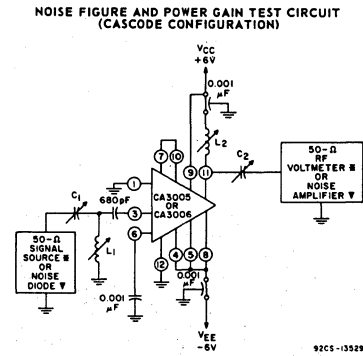 NOISE FIGURE AND POWER GAIN TEST CIRCUIT
(CASCODE CONFIGURATION)
VCC
+6V
0.001
µF
L2
7
10
9
11
C2
50-Ω
RF
VOLTMETER ⁜
OR
NOISE
AMPLIFIER ▼
1
CA3005
OR
CA3006
C1
680pF
3
6
50-Ω
SIGNAL
SOURCE ⁜
OR
NOISE
DIODE ▼
L1
12
4
5
8
0.001
µF
0.001
µF
VEE
-6V
92CS-13529